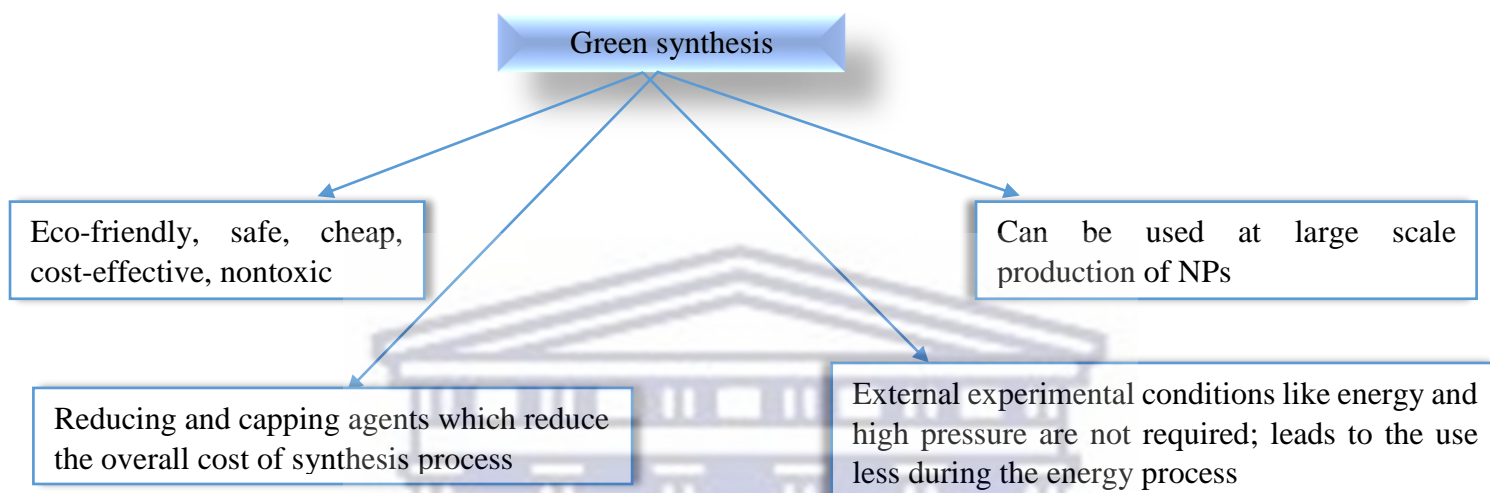 Green synthesis
Eco-friendly, safe, cheap,
cost-effective, nontoxic
Can be used at large scale
production of NPs
Reducing and capping agents which reduce
the overall cost of synthesis process
External experimental conditions like energy and
high pressure are not required; leads to the use
less during the energy process